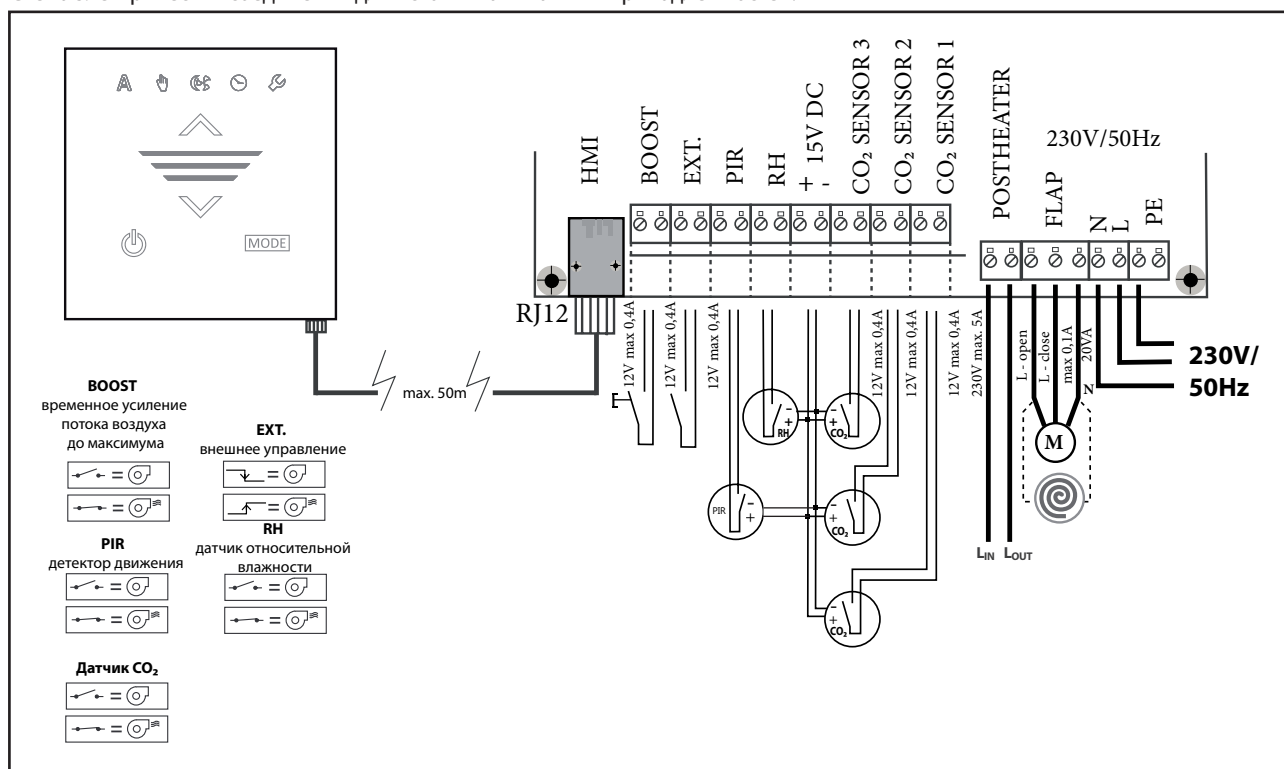 MODE
max. 50m
RJ12
HMI
BOOST
EXT.
PIR
RH
+ 15V DC -
CO₂ SENSOR 3
CO₂ SENSOR 2
CO₂ SENSOR 1
POSTHEATER
230V/50Hz
FLAP
N
L
PE
12V max 0,4A
12V max 0,4A
12V max 0,4A
12V max 0,4A
12V max 0,4A
12V max 0,4A
230V max. 5A
L - open
L - close
max 0,1A
20VA
N
230V/
50Hz
- + RH
- + CO₂
PIR - +
- + CO₂
- + CO₂
M
LIN LOUT
BOOST
временное усиление
потока воздуха
до максимума
=
=
EXT.
внешнее управление
=
=
PIR
детектор движения
=
=
RH
датчик относительной
влажности
=
=
Датчик CO₂
=
=